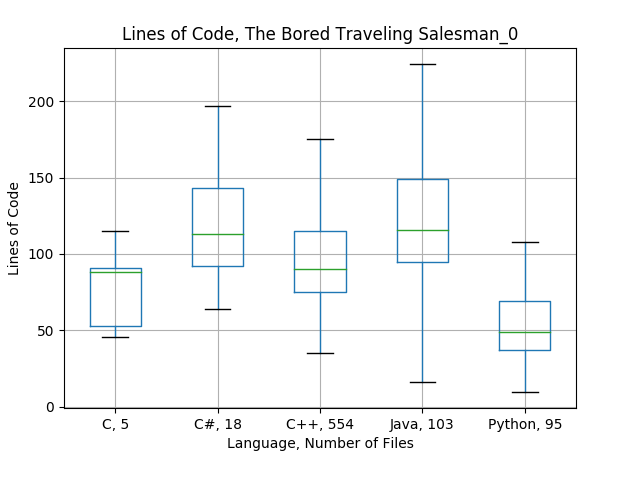 Lines of Code, The Bored Traveling Salesman_0
Lines of Code
200
150
100
50
0
C, 5
C#, 18
C++, 554
Java, 103
Python, 95
Language, Number of Files